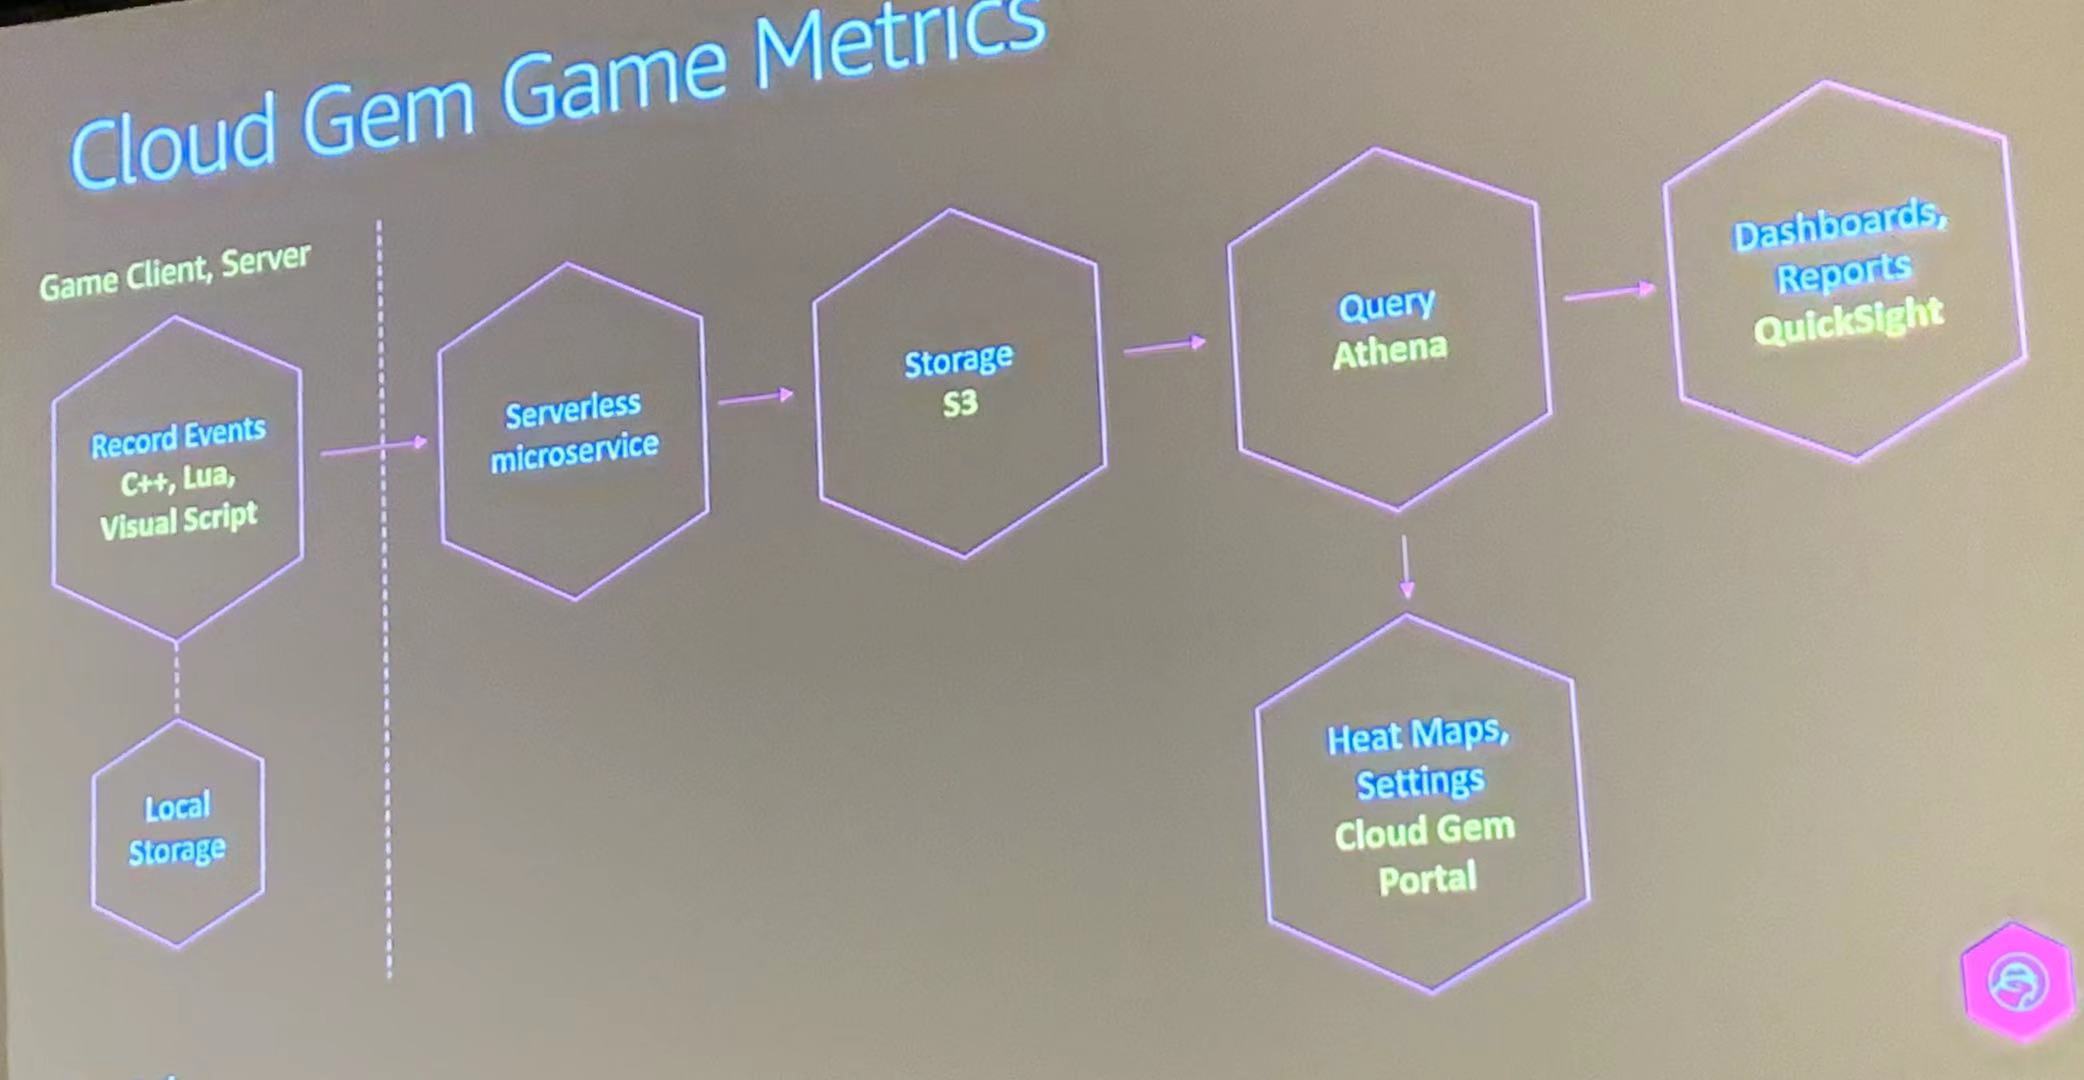 Cloud Gem Game Metrics
Game Client, Server
Record Events
C++, Lua,
Visual Script
Local
Storage
Serverless
microservice
Storage
S3
Query
Athena
Heat Maps,
Settings
Cloud Gem
Portal
Dashboards,
Reports
QuickSight